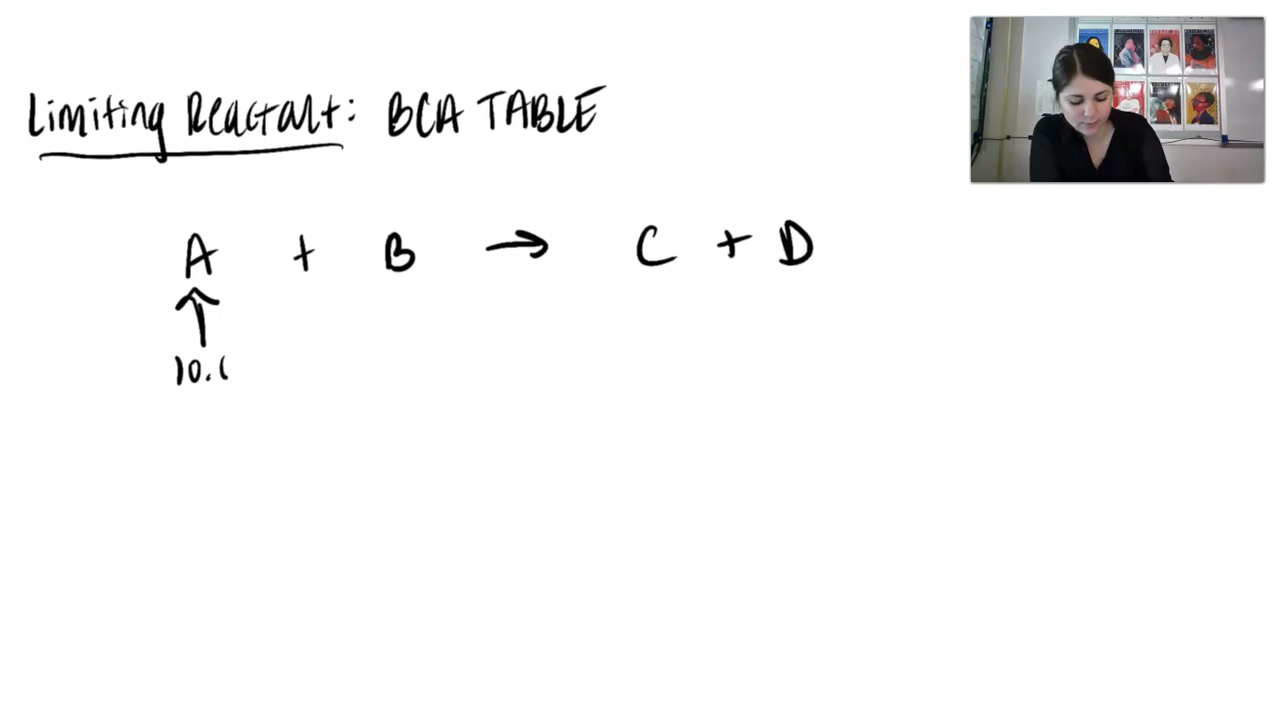 Limiting Reactant: BCA TABLE
A + B → C + D
↑
10.(